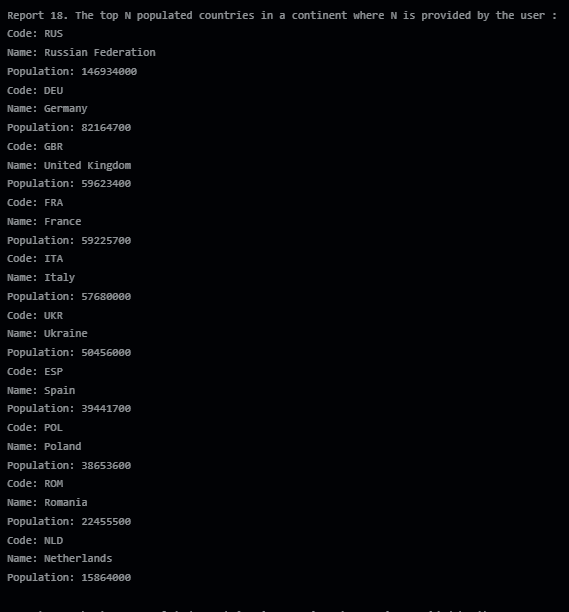 Report 18. The top N populated countries in a continent where N is provided by the user :
Code: RUS
Name: Russian Federation
Population: 146934000
Code: DEU
Name: Germany
Population: 82164700
Code: GBR
Name: United Kingdom
Population: 59623400
Code: FRA
Name: France
Population: 59225700
Code: ITA
Name: Italy
Population: 57680000
Code: UKR
Name: Ukraine
Population: 50456000
Code: ESP
Name: Spain
Population: 39441700
Code: POL
Name: Poland
Population: 38653600
Code: ROM
Name: Romania
Population: 22455500
Code: NLD
Name: Netherlands
Population: 15864000